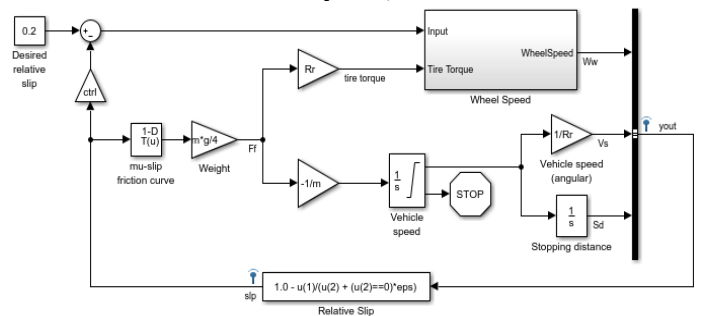 0.2
Desired
relative
slip
+
-
ctrl
1-D
T(u)
mu-slip
friction curve
m*g/4
Weight
Ff
Rr
tire torque
Input
Tire Torque
WheelSpeed
Wheel Speed
Ww
-1/m
1
s
Vehicle
speed
STOP
1/Rr
Vs
Vehicle speed
(angular)
1
s
Sd
Stopping distance
yout
slp
1.0 - u(1)/(u(2) + (u(2)==0)*eps)
Relative Slip